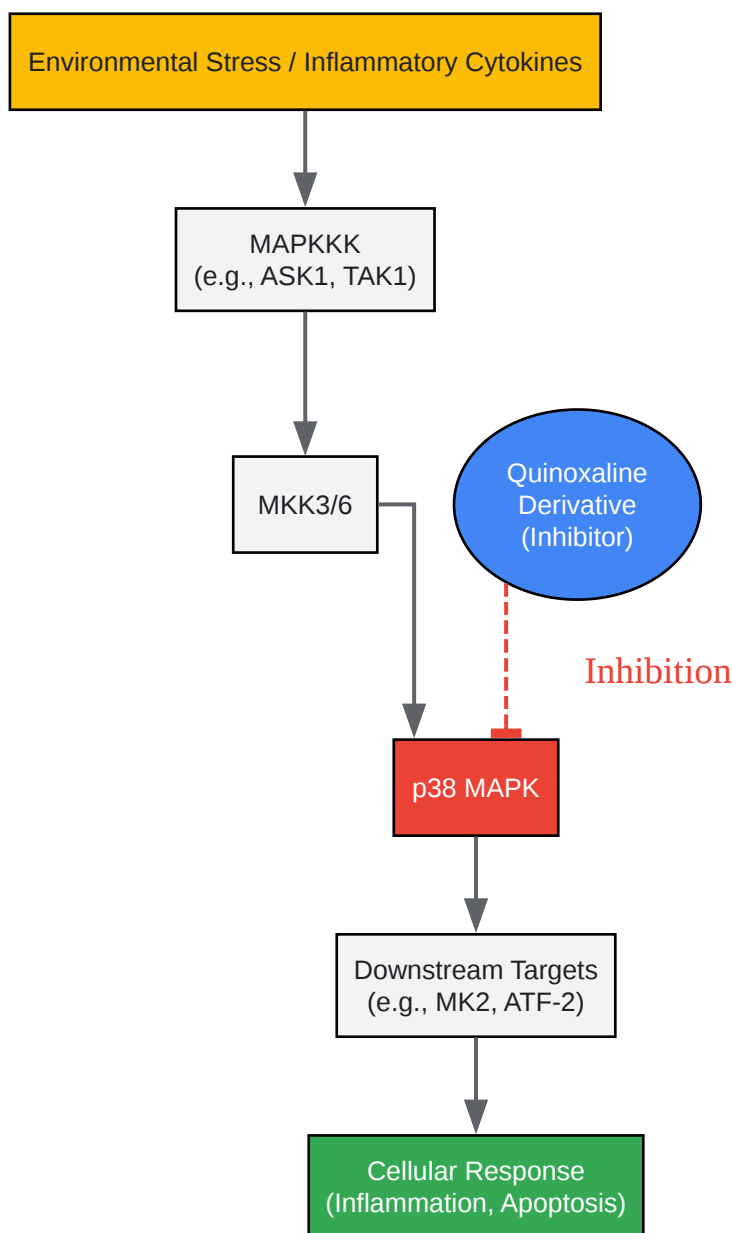 Environmental Stress / Inflammatory Cytokines
MAPKKK
(e.g., ASK1, TAK1)
MKK3/6
Quinoxaline
Derivative
(Inhibitor)
Inhibition
p38 MAPK
Downstream Targets
(e.g., MK2, ATF-2)
Cellular Response
(Inflammation, Apoptosis)